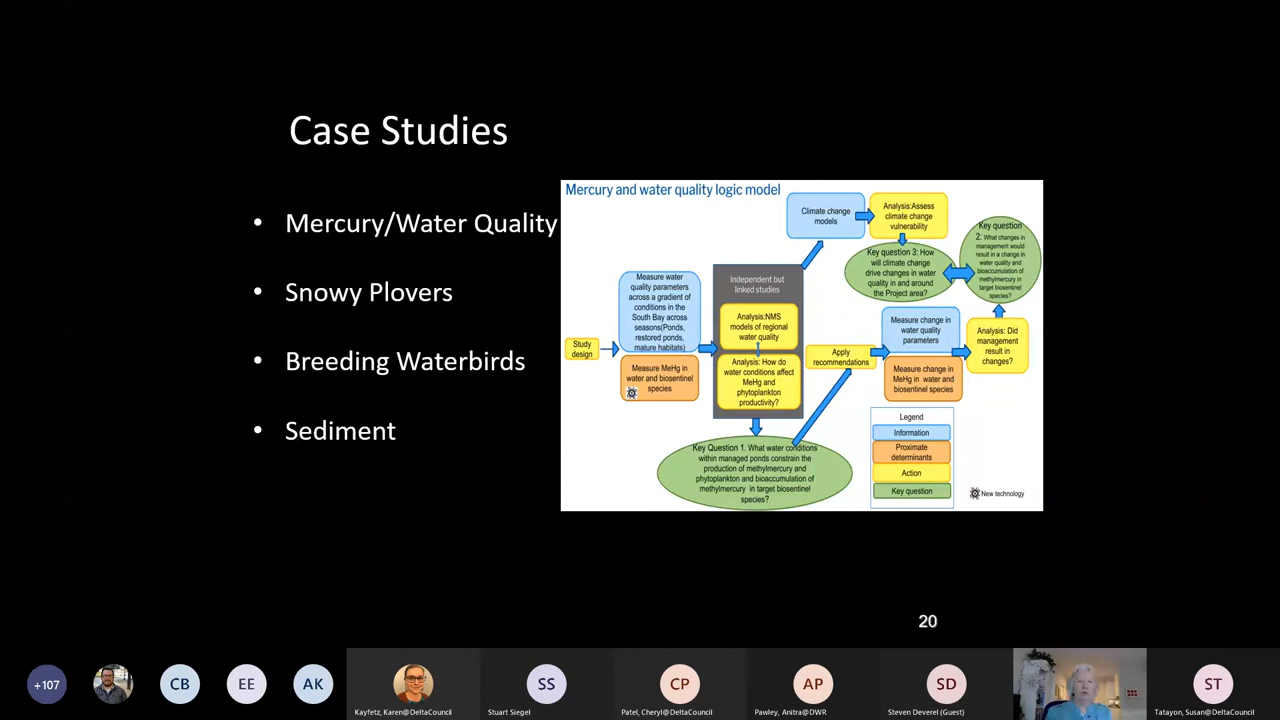 Case Studies
• Mercury/Water Quality
• Snowy Plovers
• Breeding Waterbirds
• Sediment
Mercury and water quality logic model
Study
design
Measure water
quality parameters
across a gradient of
conditions in the
South Bay across
seasons(Ponds,
restored ponds,
mature habitats)
Measure MeHg in
water and biosentinel
species
Independent but
linked studies
Analysis:NMS
models of regional
water quality
Analysis: How do
water conditions affect
MeHg and
phytoplankton
productivity?
Key Question 1. What water conditions
within managed ponds constrain the
production of methylmercury and
phytoplankton and bioaccumulation of
methylmercury in target biosentinel
species?
Climate change
models
Analysis:Assess
climate change
vulnerability
Key question 3: How
will climate change
drive changes in water
quality in and around
the Project area?
Key question
2: What changes in
management would
result in a change in
water quality and
bioaccumulation of
methylmercury in
target biosentinel
species?
Apply
recommendations
Measure change in
water quality
parameters
Measure change in
MeHg in water and
biosentinel species
Analysis: Did
management
result in
changes?
Legend
Information
Proximate
determinants
Action
Key question
New technology
20
+107
CB
EE
AK
Kayfetz, Karen@DeltaCouncil
SS
Stuart Siegel
CP
Patel, Cheryl@DeltaCouncil
AP
Pawley, Anitra@DWR
SD
Steven Deverel (Guest)
ST
Tatayon, Susan@DeltaCouncil